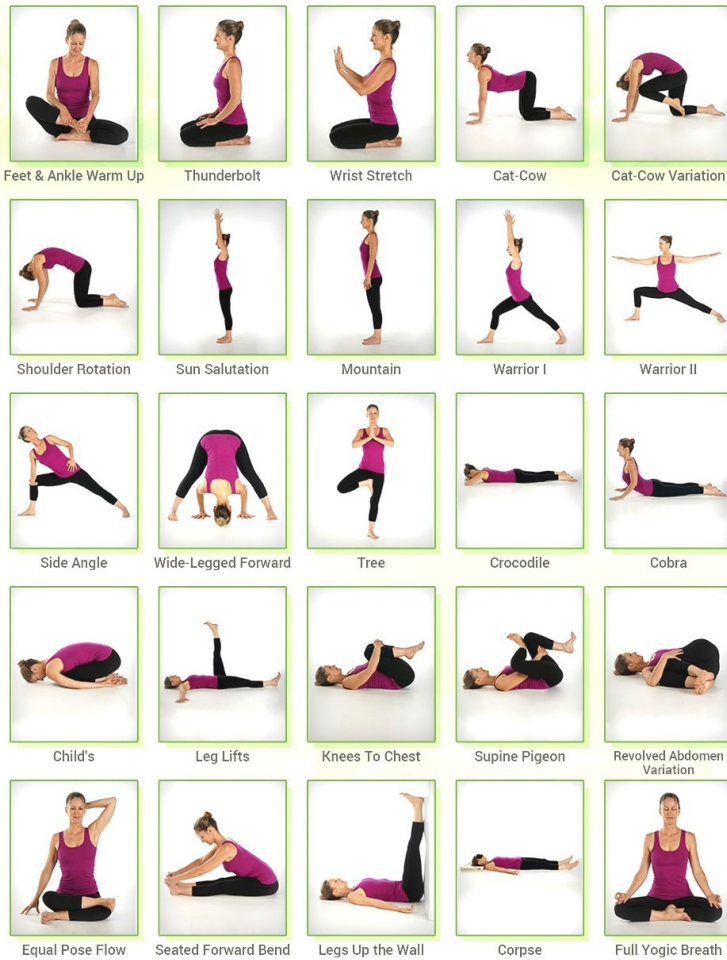 Feet & Ankle Warm Up
Thunderbolt
Wrist Stretch
Cat-Cow
Cat-Cow Variation
Shoulder Rotation
Sun Salutation
Mountain
Warrior I
Warrior II
Side Angle
Wide-Legged Forward
Tree
Crocodile
Cobra
Child's
Leg Lifts
Knees To Chest
Supine Pigeon
Revolved Abdomen
Variation
Equal Pose Flow
Seated Forward Bend
Legs Up the Wall
Corpse
Full Yogic Breath